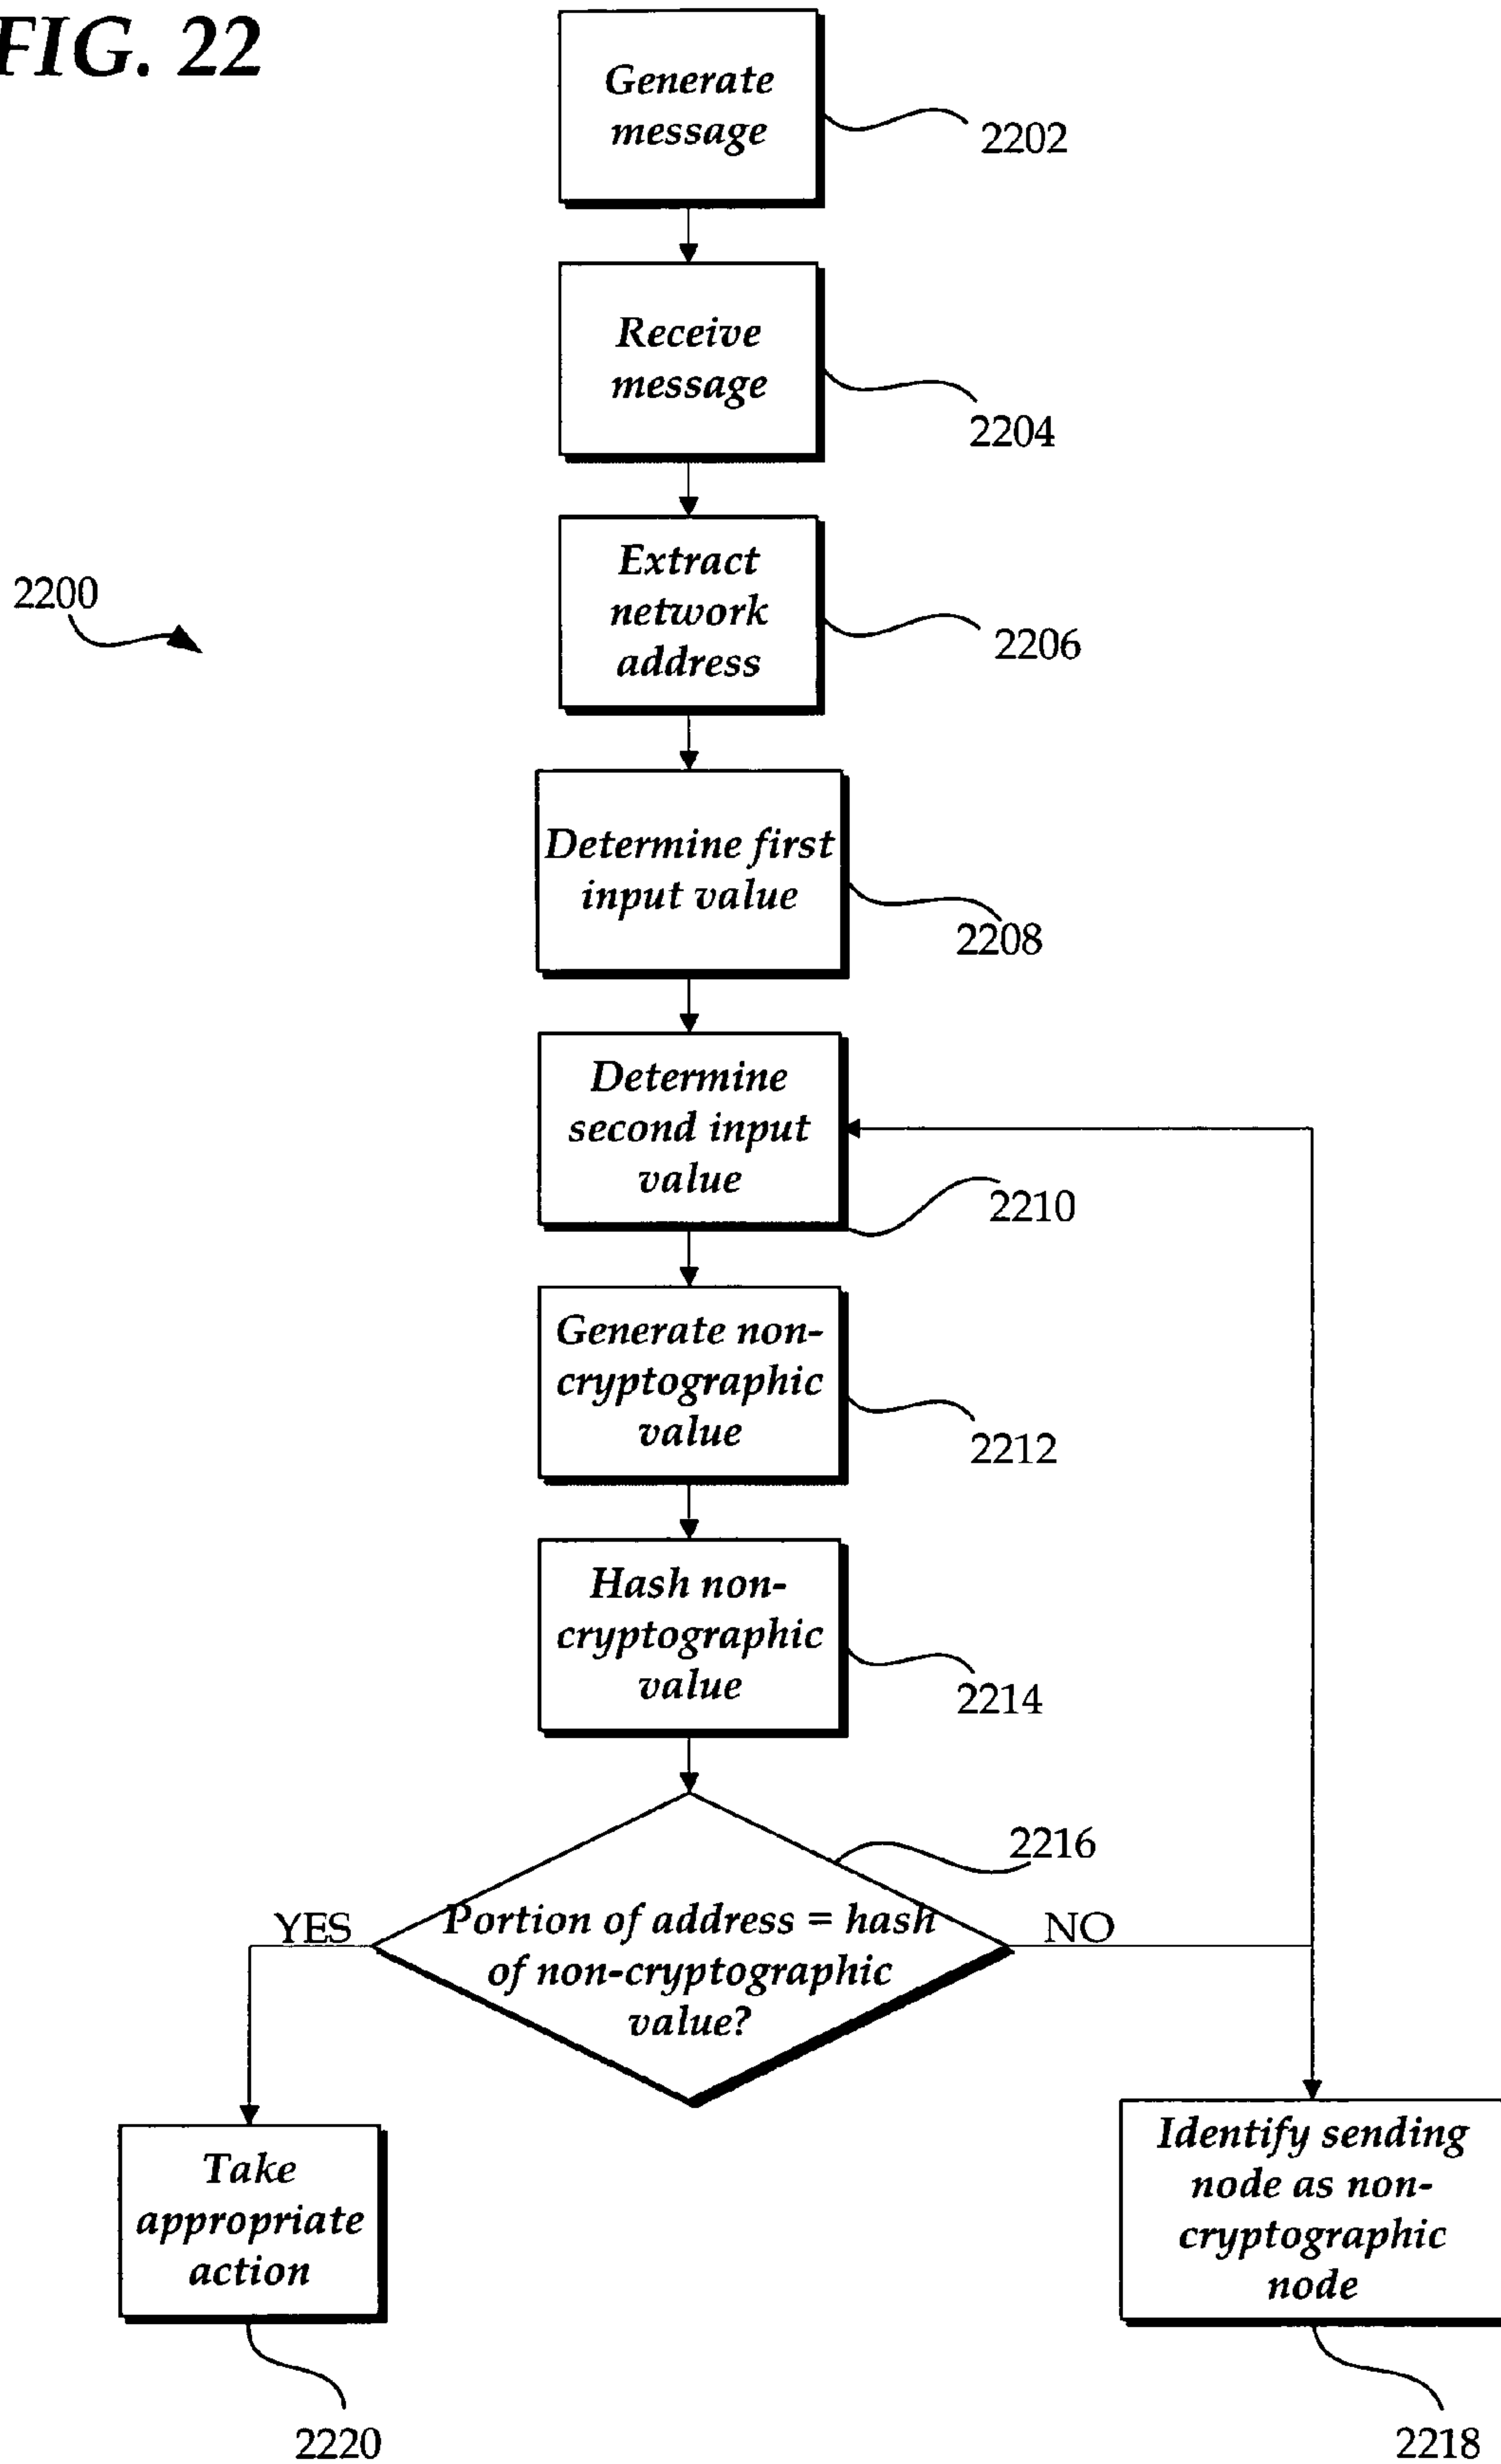 FIG. 22
Generate
message
2202
Receive
message
2204
Extract
network
address
2206
2200
Determine first
input value
2208
Determine
second input
value
2210
Generate non-
cryptographic
value
2212
Hash non-
cryptographic
value
2214
2216
YES
Portion of address = hash
of non-cryptographic
value?
NO
Take
appropriate
action
2220
Identify sending
node as non-
cryptographic
node
2218